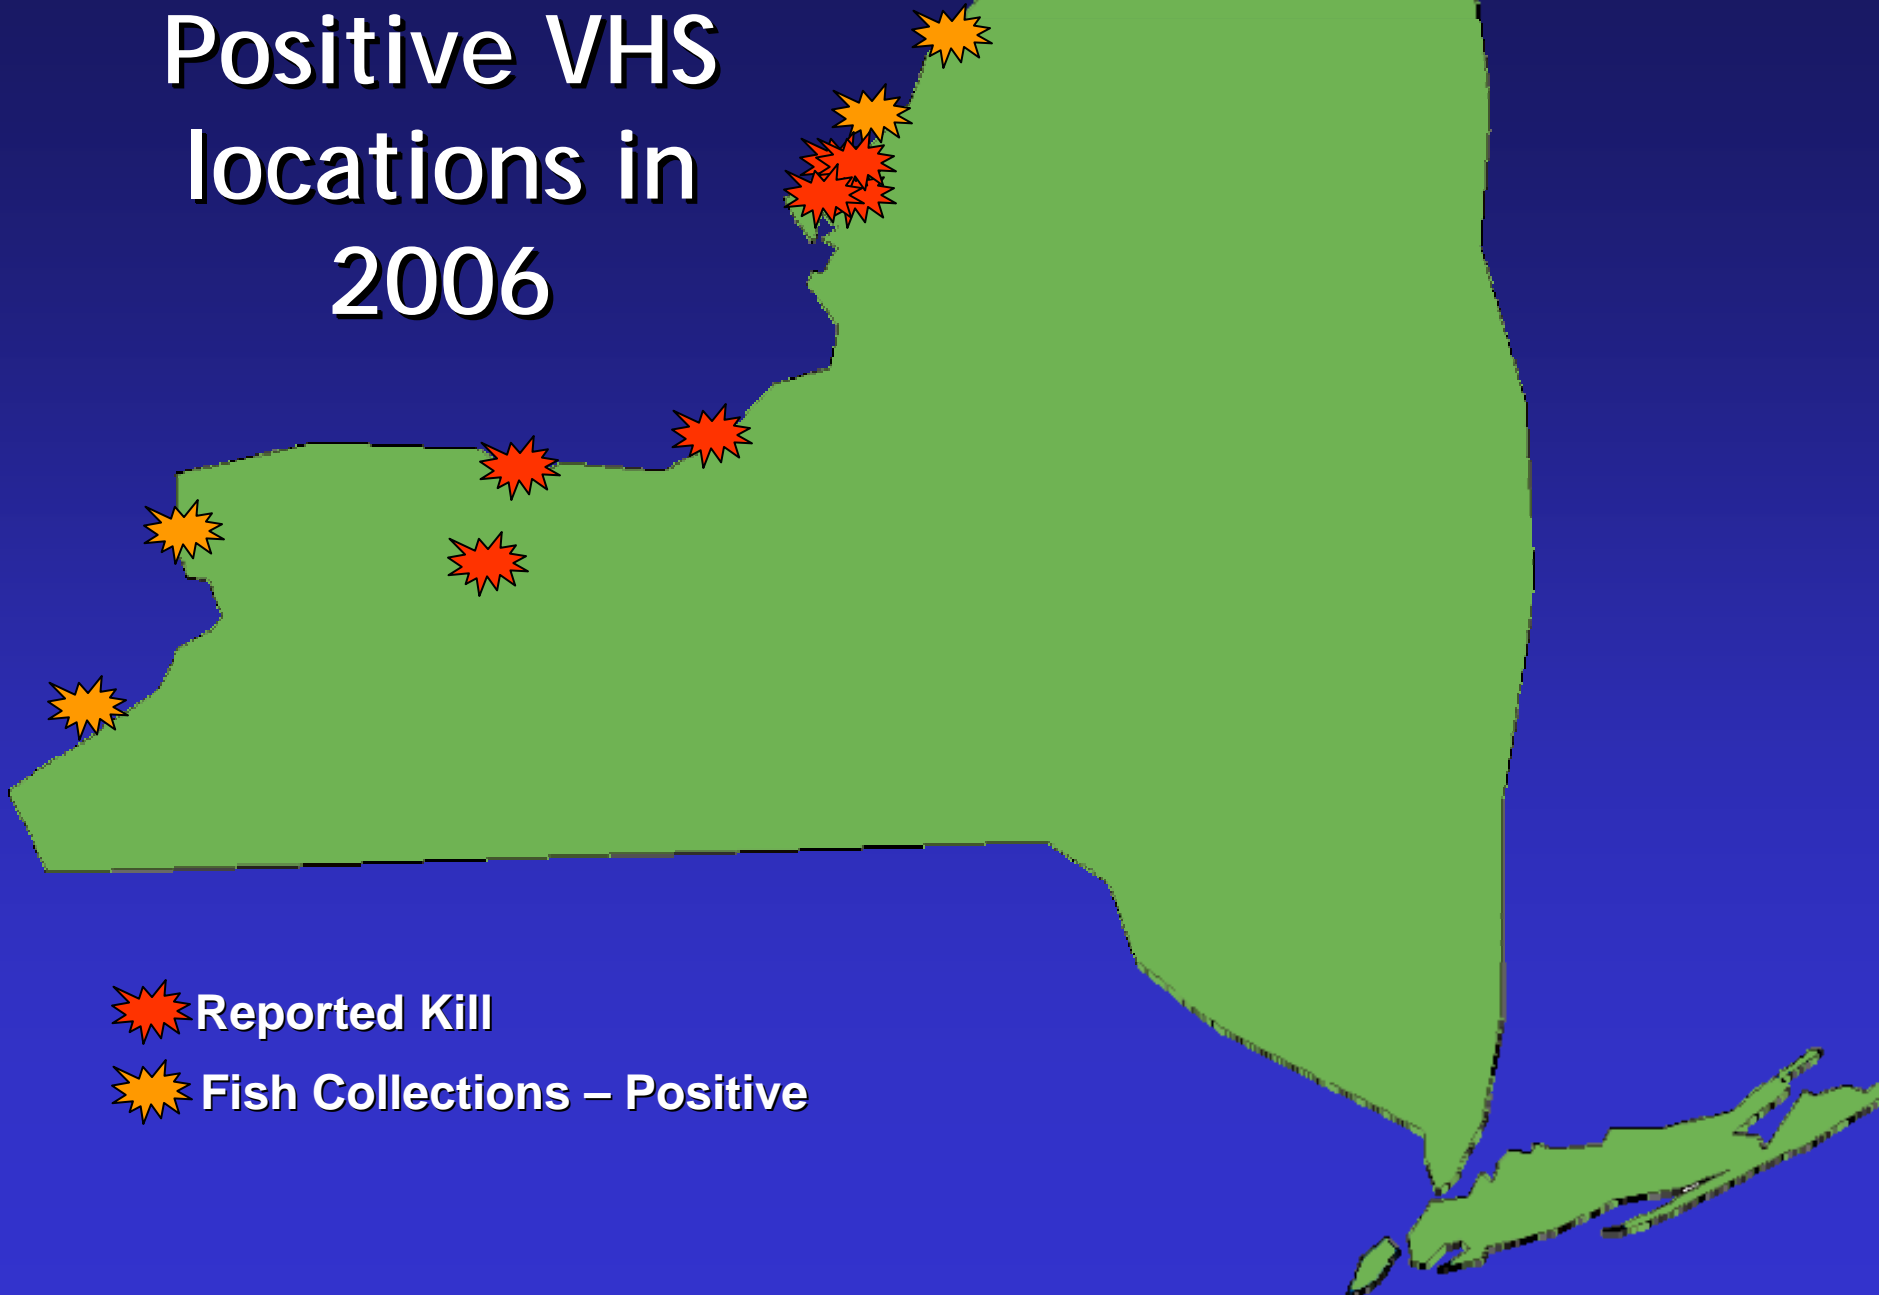 Positive VHS
locations in
2006
Reported Kill
Fish Collections – Positive